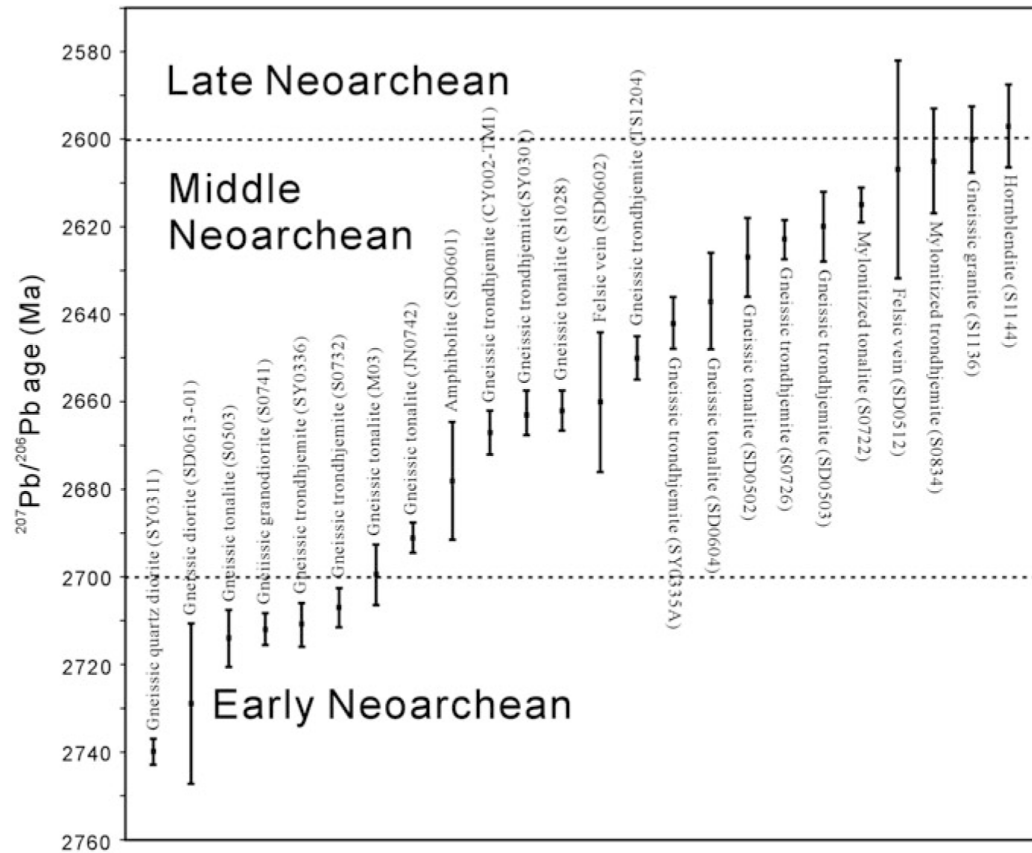 ²⁰⁷Pb/²⁰⁶Pb age (Ma)
2580
2600
2620
2640
2660
2680
2700
2720
2740
2760
Late Neoarchean
Middle
Neoarchean
Early Neoarchean
Gneissic quartz diorite (SY0311)
Gneissic diorite (SD0613-01)
Gneissic tonalite (S0503)
Gneiissic granodiorite (S0741)
Gneissic trondhjemite (SY0336)
Gneissic trondhjemite (S0732)
Gneissic tonalite (M03)
Gneissic tonalite (JN0742)
Amphibolite (SD0601)
Gneissic trondhjemite (CY002-TM1)
Gneissic trondhjemite(SY0301)
Gneissic tonalite (S1028)
Felsic vein (SD0602)
Gneissic trondhjemite (TS1204)
Gneissic trondhjemite (SY0335A)
Gneissic tonalite (SD0604)
Gneissic tonalite (SD0502)
Gneissic trondhjemite (S0726)
Gneissic trondhjemite (SD0503)
Mylonitized tonalite (S0722)
Felsic vein (SD0512)
Mylonitized trondhjemite (S0834)
Gneissic granite (S1136)
Hornblendite (S1144)